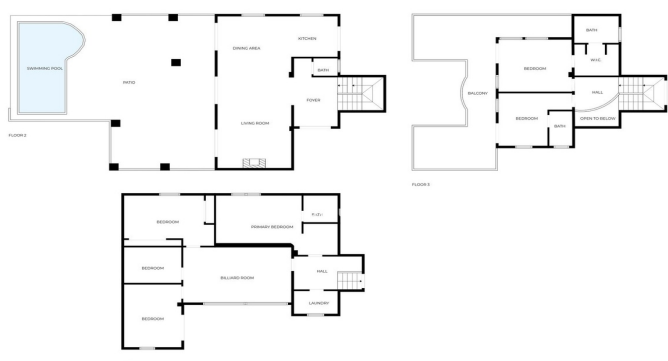 KITCHEN
DINING AREA
SWIMMING POOL
BATH
PATIO
FOYER
LIVING ROOM
FLOOR 2
BATH
W.I.C.
BEDROOM
HALL
BALCONY
OPEN TO BELOW
BEDROOM
BATH
FLOOR 3
BEDROOM
PRIMARY BEDROOM
BEDROOM
HALL
BILLIARD ROOM
LAUNDRY
BEDROOM